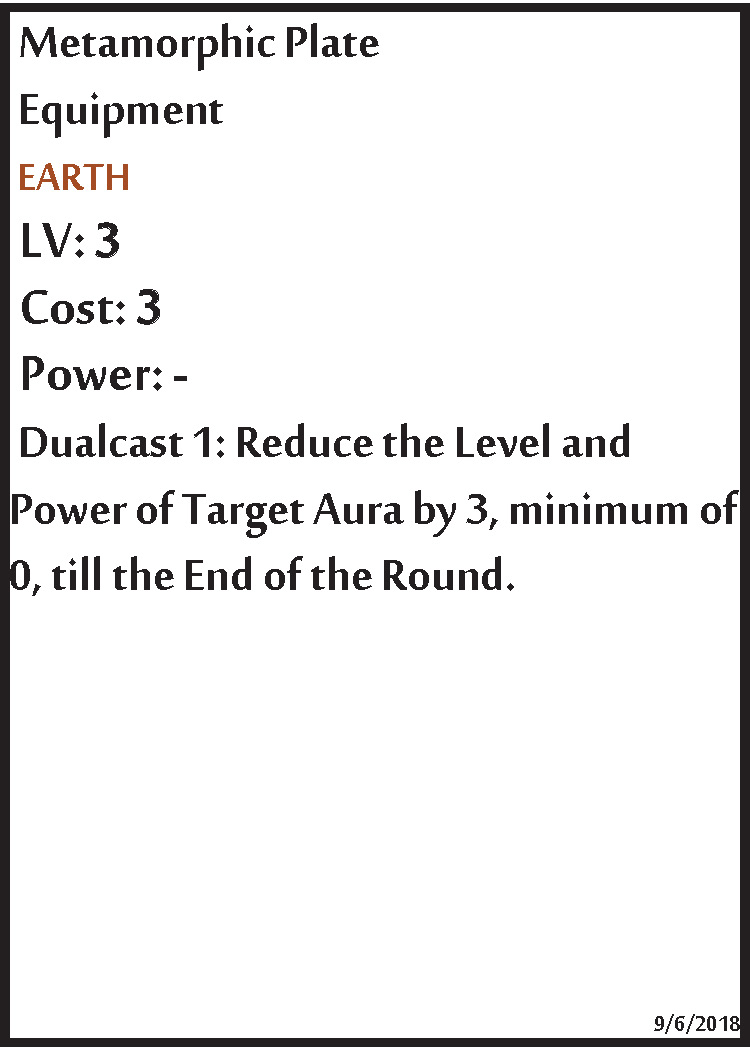 Metamorphic Plate
Equipment
EARTH
LV: 3
Cost: 3
Power: -
Dualcast 1: Reduce the Level and
Power of Target Aura by 3, minimum of
0, till the End of the Round.
9/6/2018